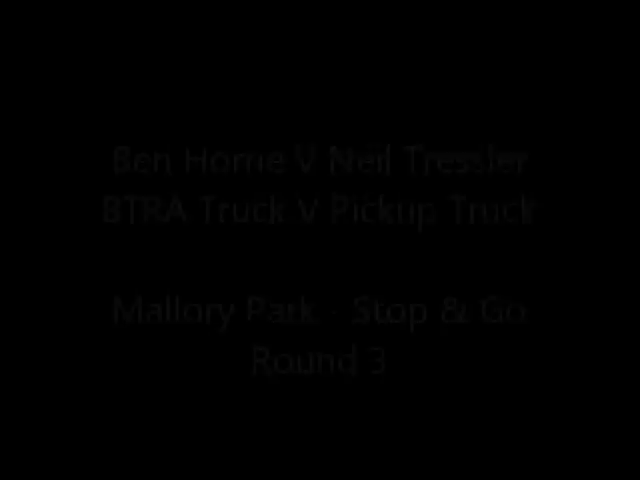 Ben Horne V Neil Tressler
BTRA Truck V Pickup Truck
Mallory Park - Stop & Go
Round 3